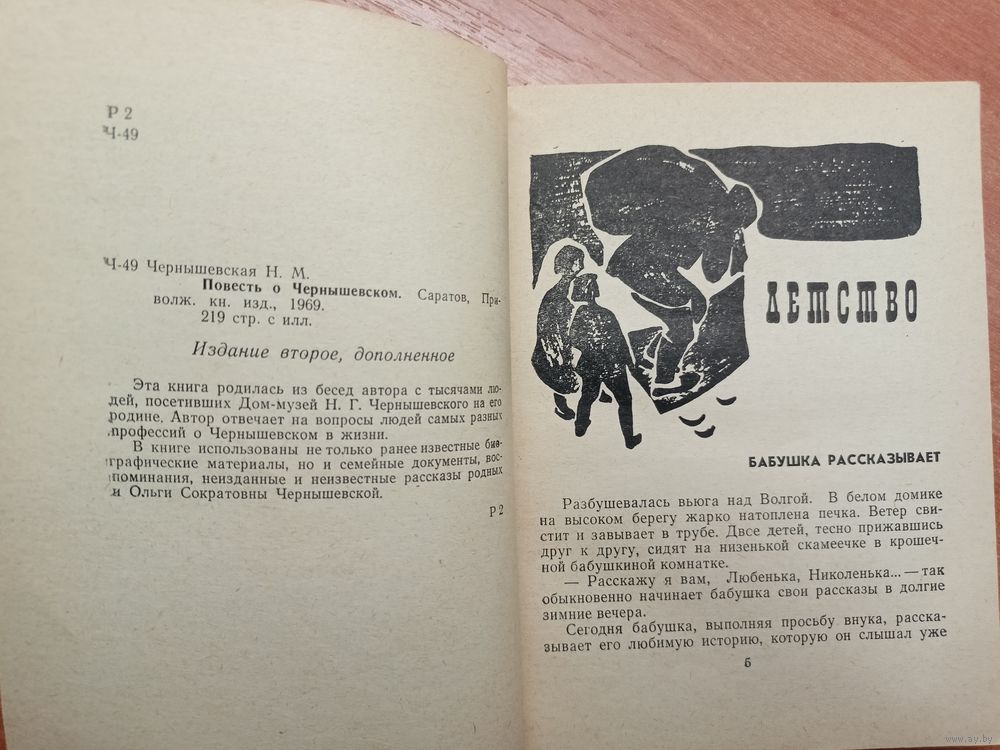 Р 2
Ч-49
Ч-49 Чернышевская Н. М.
Повесть о Чернышевском. Саратов, При-
волж. кн. изд., 1969.
219 стр. с илл.
Издание второе, дополненное
Эта книга родилась из бесед автора с тысячами лю-
дей, посетивших Дом-музей Н. Г. Чернышевского на его
родине. Автор отвечает на вопросы людей самых разных
профессий о Чернышевском в жизни.
В книге использованы не только ранее известные био-
графические материалы, но и семейные документы, вос-
поминания, неизданные и неизвестные рассказы родных
и Ольги Сократовны Чернышевской.
Р 2
ДЕТСТВО
БАБУШКА РАССКАЗЫВАЕТ
Разбушевалась вьюга над Волгой. В белом домике
на высоком берегу жарко натоплена печка. Ветер сви-
стит и завывает в трубе. Двое детей, тесно прижавшись
друг к другу, сидят на низенькой скамеечке в крошеч-
ной бабушкиной комнатке.
— Расскажу я вам, Любенька, Николенька... — так
обыкновенно начинает бабушка свои рассказы в долгие
зимние вечера.
Сегодня бабушка, выполняя просьбу внука, расска-
зывает его любимую историю, которую он слышал уже
5
www.ay.by